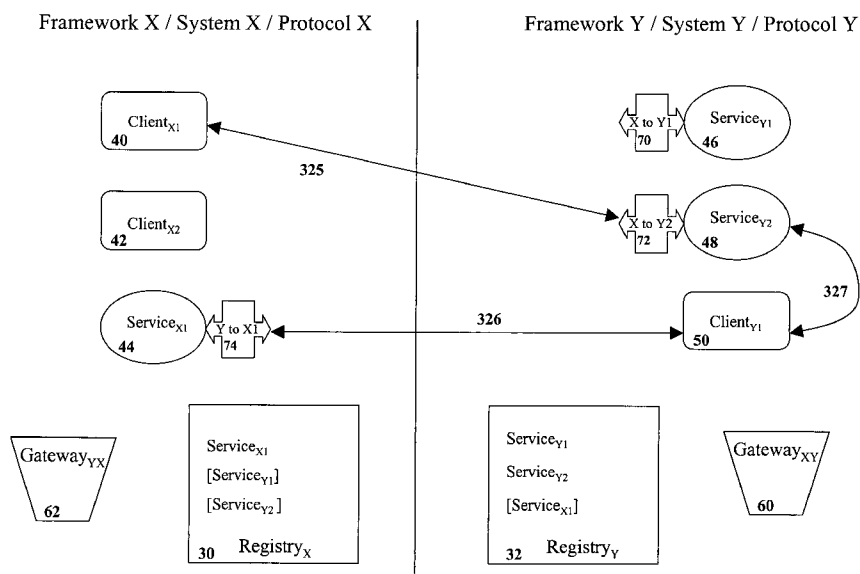 Framework X / System X / Protocol X
Framework Y / System Y / Protocol Y
ClientX1
40
325
X to Y1
70
ServiceY1
46
ClientX2
42
X to Y2
72
ServiceY2
48
327
ServiceX1
44
Y to X1
74
326
ClientY1
50
GatewayYX
62
ServiceX1
[ServiceY1]
[ServiceY2]
30 RegistryX
ServiceY1
ServiceY2
[ServiceX1]
32 RegistryY
GatewayXY
60